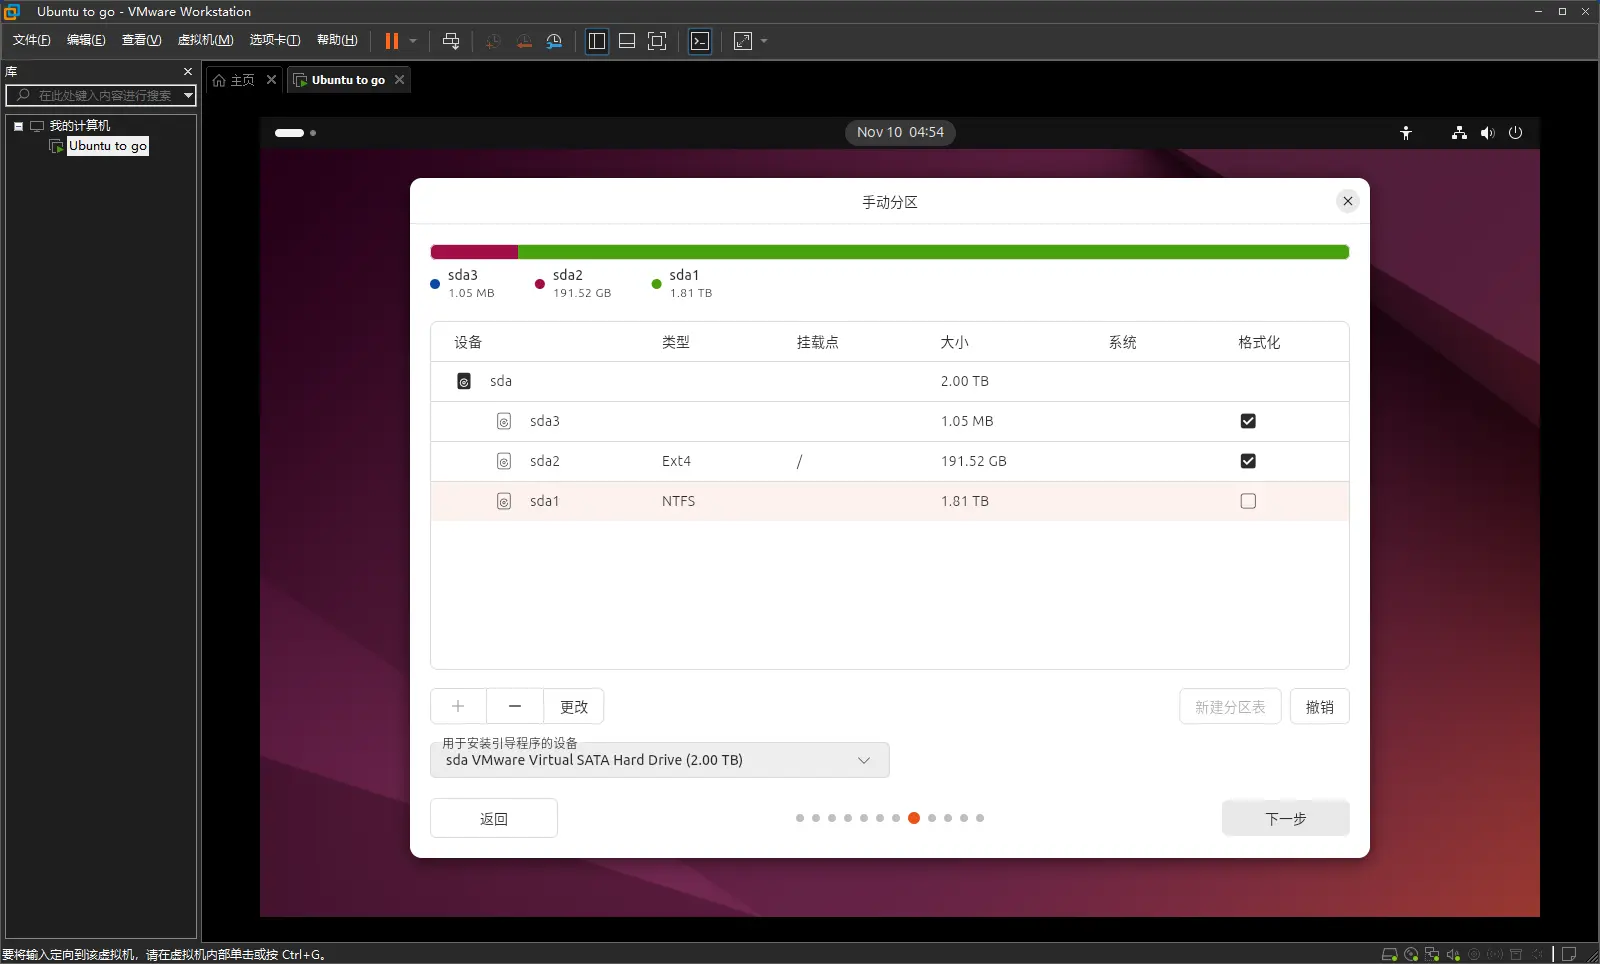 Ubuntu to go - VMware Workstation
文件(F) 编辑(E) 查看(V) 虚拟机(M) 选项卡(T) 帮助(H)
库
在此处键入内容进行搜索
我的计算机
Ubuntu to go
主页
Ubuntu to go
Nov 10 04:54
手动分区
sda3
1.05 MB
sda2
191.52 GB
sda1
1.81 TB
设备 类型 挂载点 大小 系统 格式化
sda 2.00 TB
sda3 1.05 MB
sda2 Ext4 / 191.52 GB
sda1 NTFS 1.81 TB
更改
新建分区表
撤销
用于安装引导程序的设备
sda VMware Virtual SATA Hard Drive (2.00 TB)
返回
下一步
要将输入定向到该虚拟机，请在虚拟机内部单击或按 Ctrl+G。